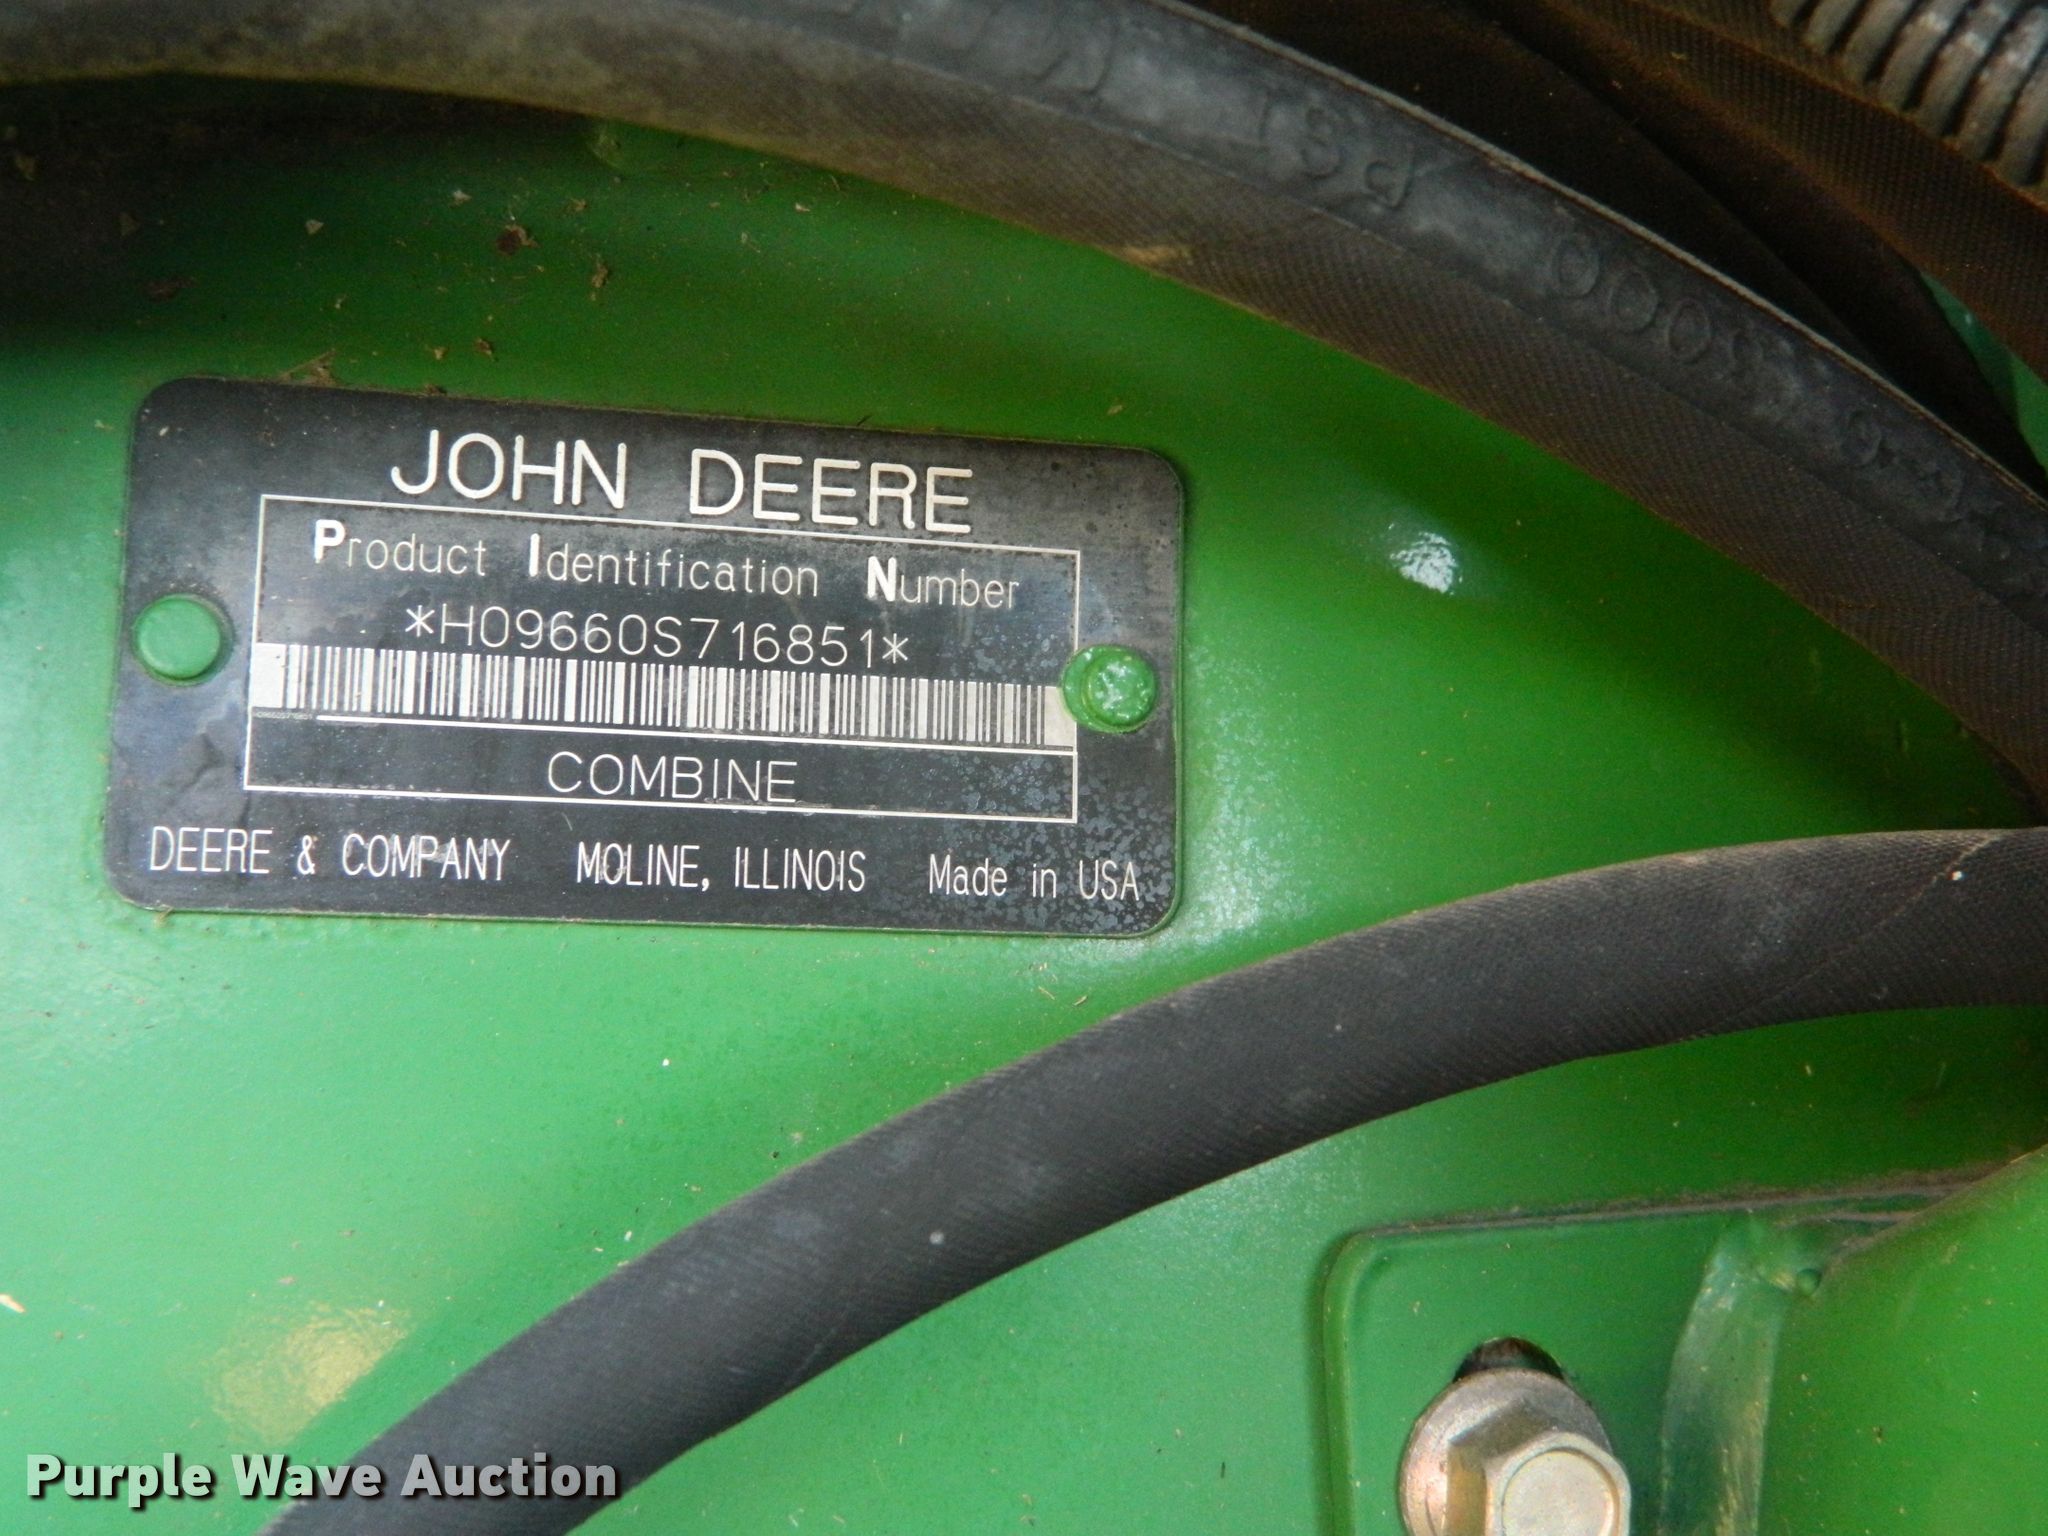 JOHN DEERE
Product Identification Number
*H09660S716851*
COMBINE
DEERE & COMPANY MOLINE, ILLINOIS Made in USA
Purple Wave Auction